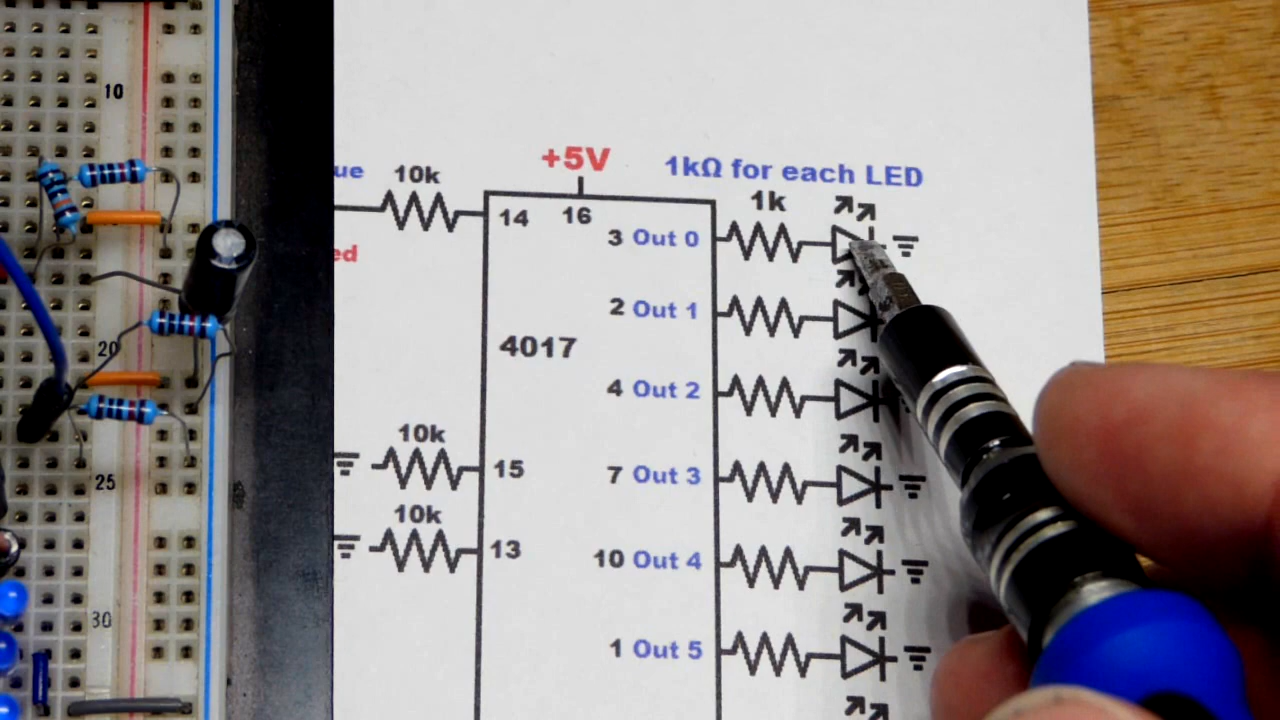 10
20
25
30
ue
10k
+5V
1kΩ for each LED
1k
14
16
3 Out 0
ed
2 Out 1
4017
4 Out 2
10k
15
7 Out 3
10k
13
10 Out 4
1 Out 5